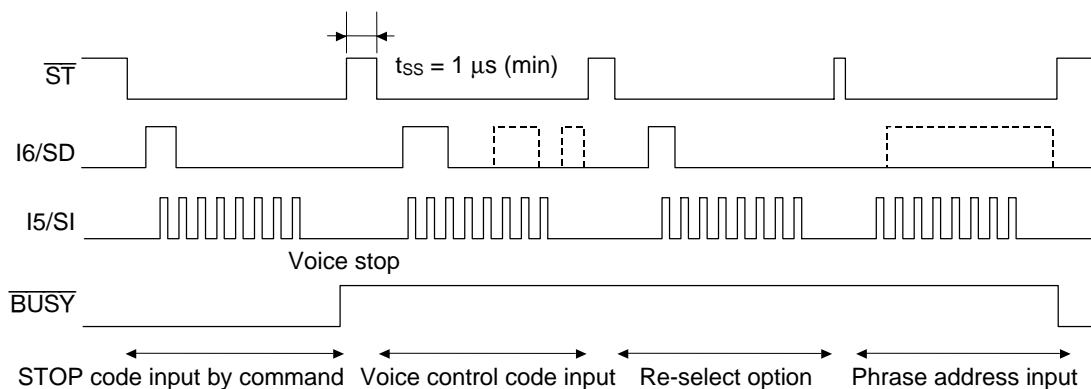 ST
tSS = 1 μs (min)
I6/SD
I5/SI
Voice stop
BUSY
STOP code input by command
Voice control code input
Re-select option
Phrase address input